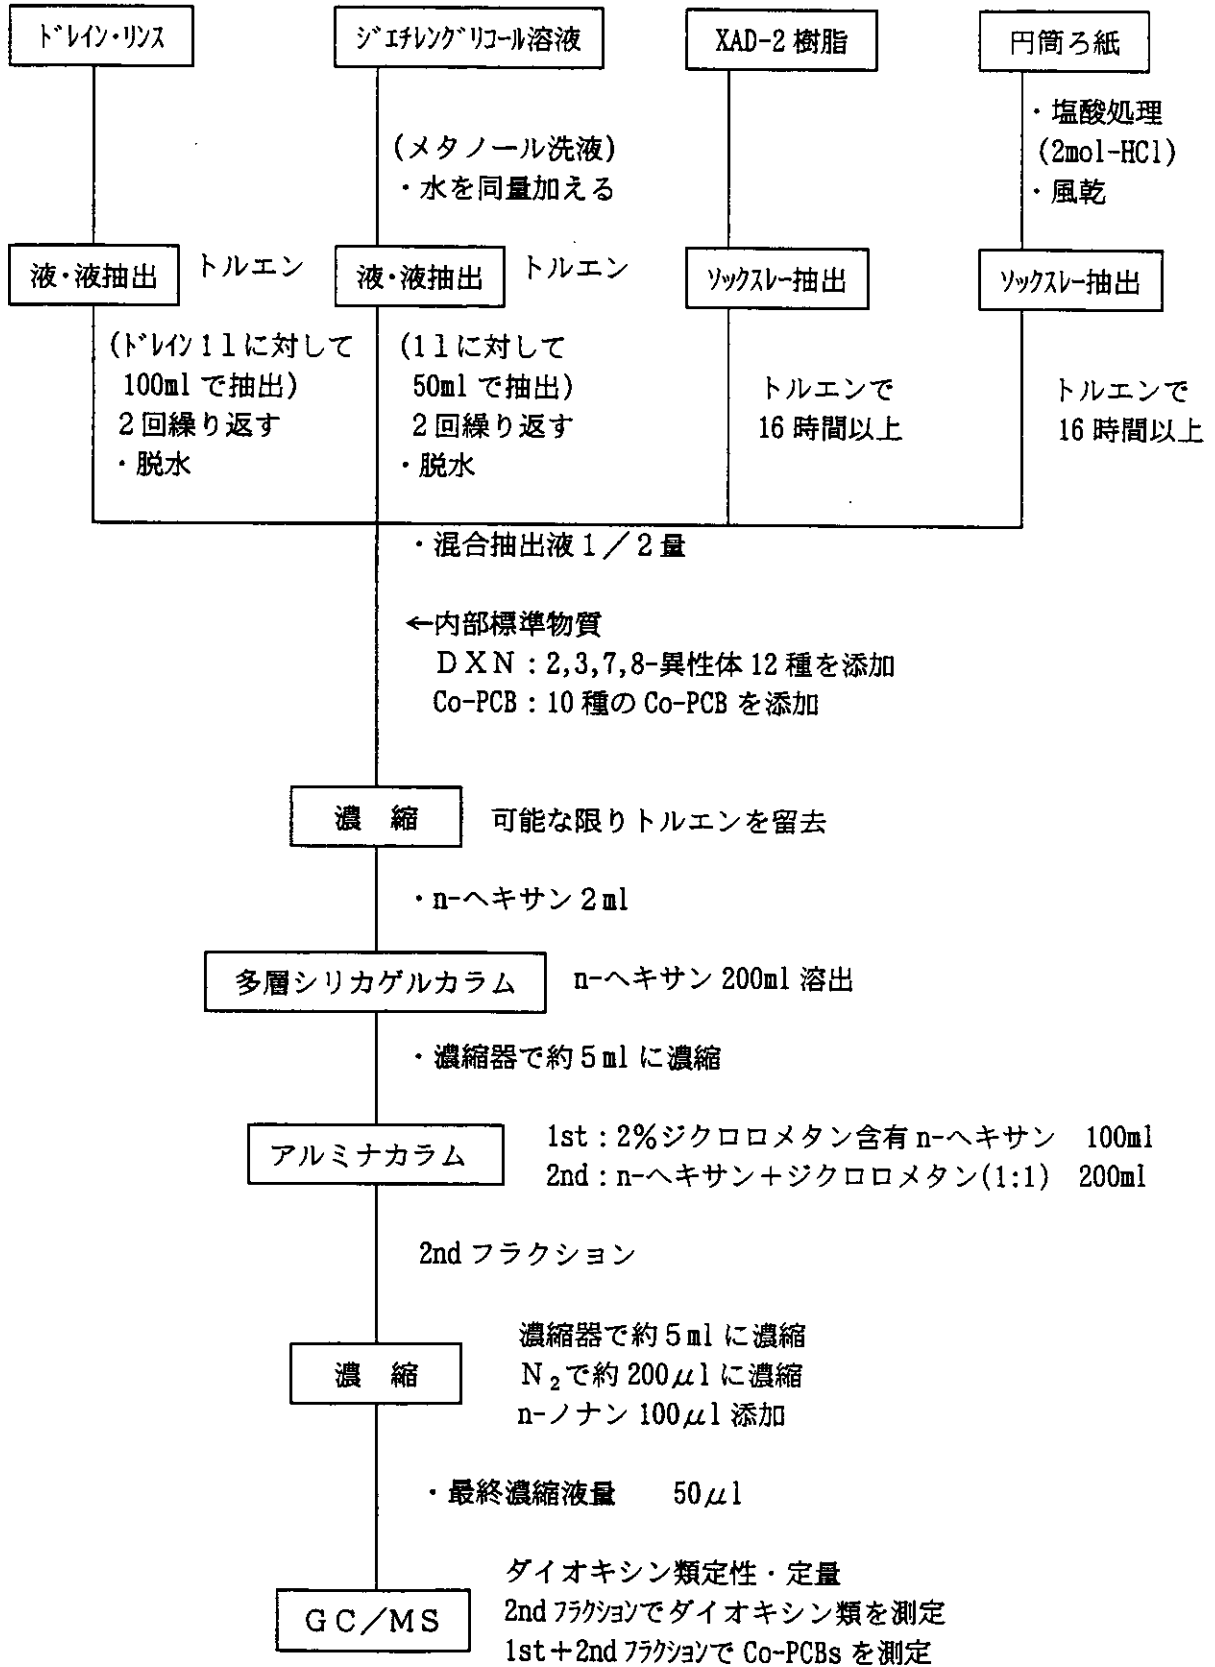 ﾄﾞﾚｲﾝ・ﾘﾝｽ
ｼﾞｴﾁﾚﾝｸﾞﾘｺｰﾙ溶液
XAD-2 樹脂
円筒ろ紙
・塩酸処理
(2mol-HCl)
・風乾
(メタノール洗液)
・水を同量加える
液・液抽出
トルエン
液・液抽出
トルエン
ｿｯｸｽﾚｰ抽出
ｿｯｸｽﾚｰ抽出
(ﾄﾞﾚｲﾝ 1lに対して
100ml で抽出)
2回繰り返す
・脱水
(1lに対して
50ml で抽出)
2回繰り返す
・脱水
トルエンで
16 時間以上
トルエンで
16 時間以上
・混合抽出液1／2量
←内部標準物質
DXN：2,3,7,8-異性体 12 種を添加
Co-PCB：10 種の Co-PCB を添加
濃 縮
可能な限りトルエンを留去
・n-ヘキサン 2ml
多層シリカゲルカラム
n-ヘキサン 200ml 溶出
・濃縮器で約5ml に濃縮
アルミナカラム
1st：2%ジクロロメタン含有 n-ヘキサン 100ml
2nd：n-ヘキサン＋ジクロロメタン(1:1) 200ml
2nd フラクション
濃 縮
濃縮器で約5ml に濃縮
N₂で約 200μl に濃縮
n-ノナン 100μl 添加
・最終濃縮液量 50μl
GC／MS
ダイオキシン類定性・定量
2nd ﾌﾗｸｼｮﾝでダイオキシン類を測定
1st＋2nd ﾌﾗｸｼｮﾝで Co-PCBs を測定